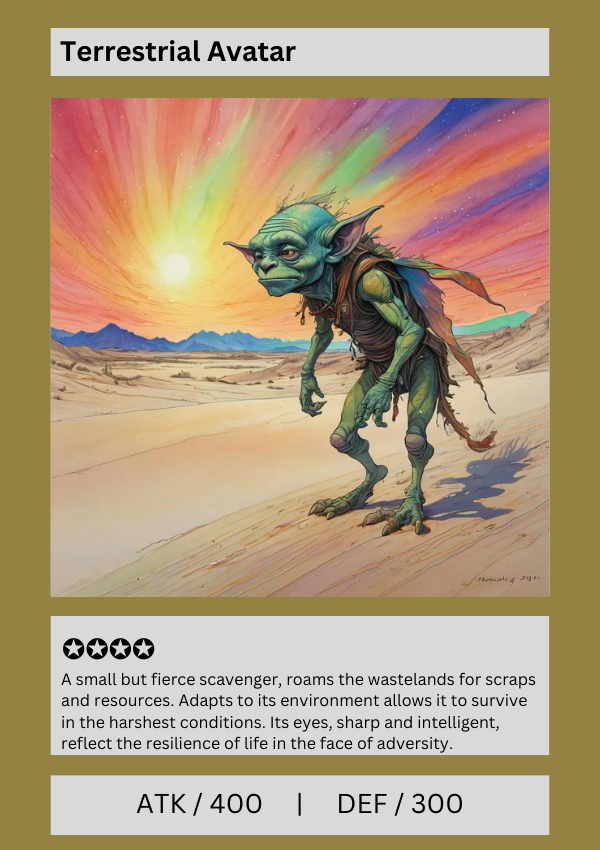 Terrestrial Avatar
✪✪✪✪
A small but fierce scavenger, roams the wastelands for scraps
and resources. Adapts to its environment allows it to survive
in the harshest conditions. Its eyes, sharp and intelligent,
reflect the resilience of life in the face of adversity.
ATK / 400 | DEF / 300